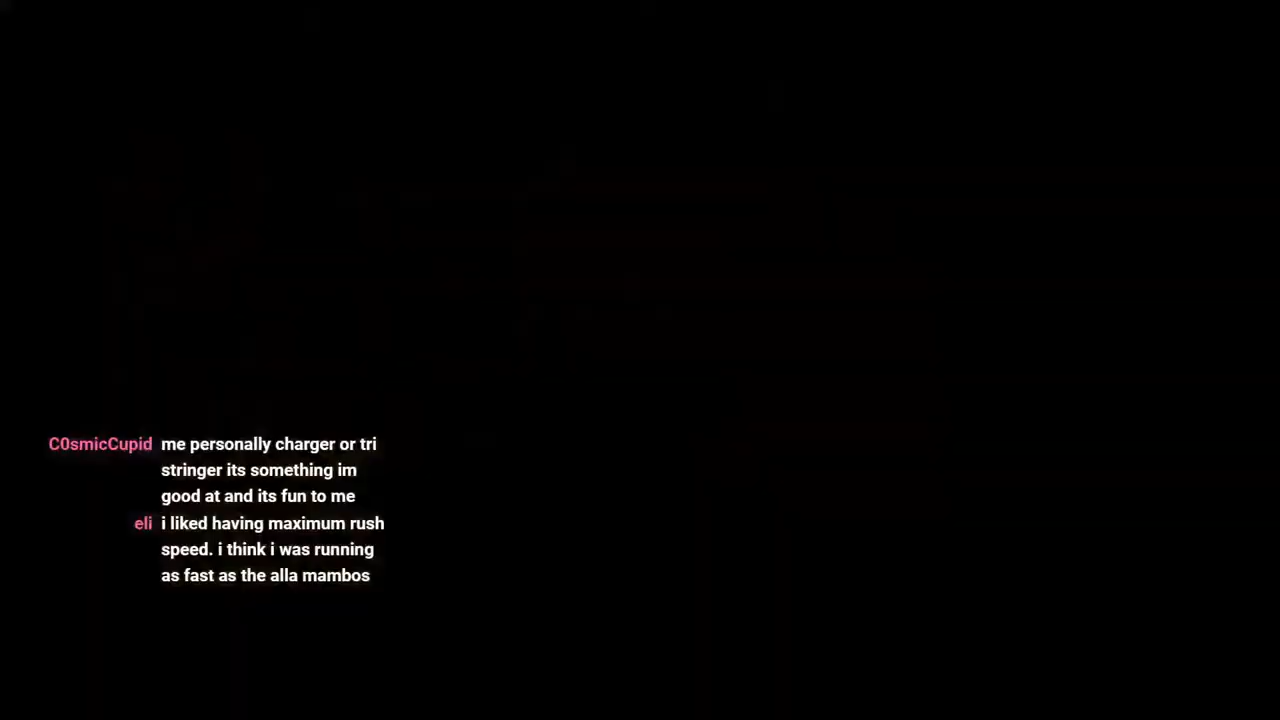 C0smicCupid me personally charger or tri
stringer its something im
good at and its fun to me
eli i liked having maximum rush
speed. i think i was running
as fast as the alla mambos